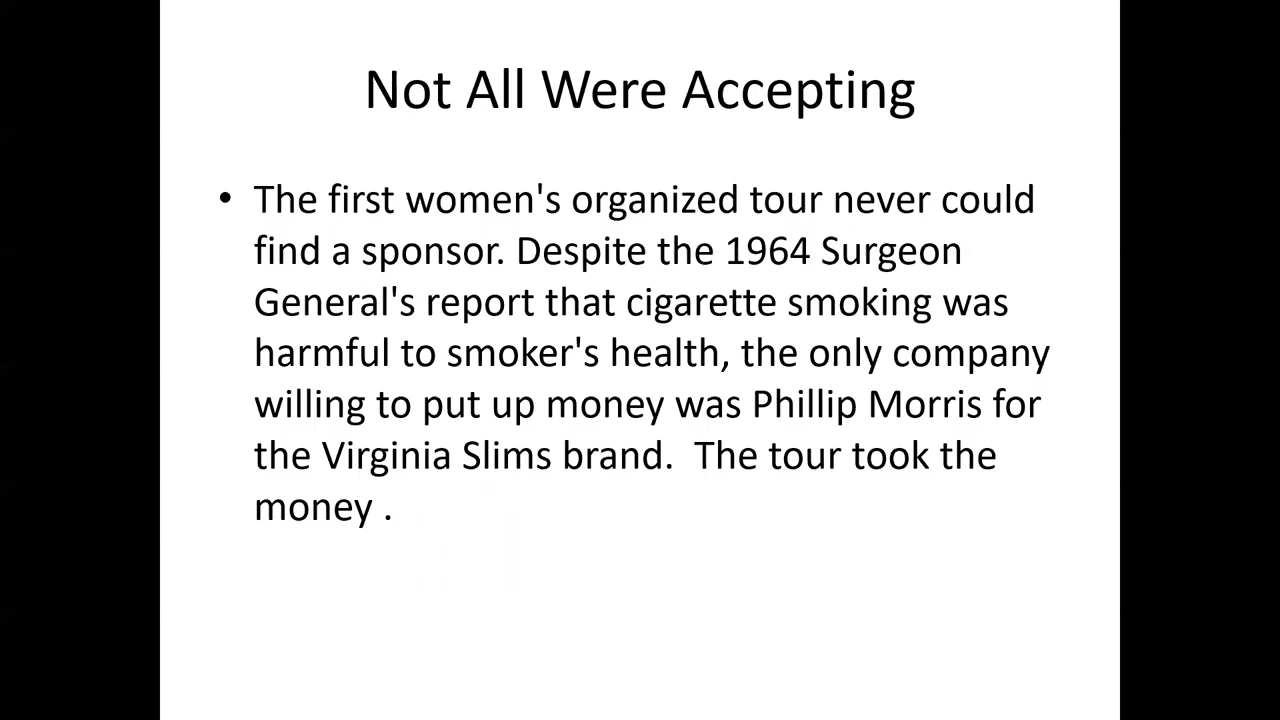 Not All Were Accepting
• The first women's organized tour never could
find a sponsor. Despite the 1964 Surgeon
General's report that cigarette smoking was
harmful to smoker's health, the only company
willing to put up money was Phillip Morris for
the Virginia Slims brand.  The tour took the
money .